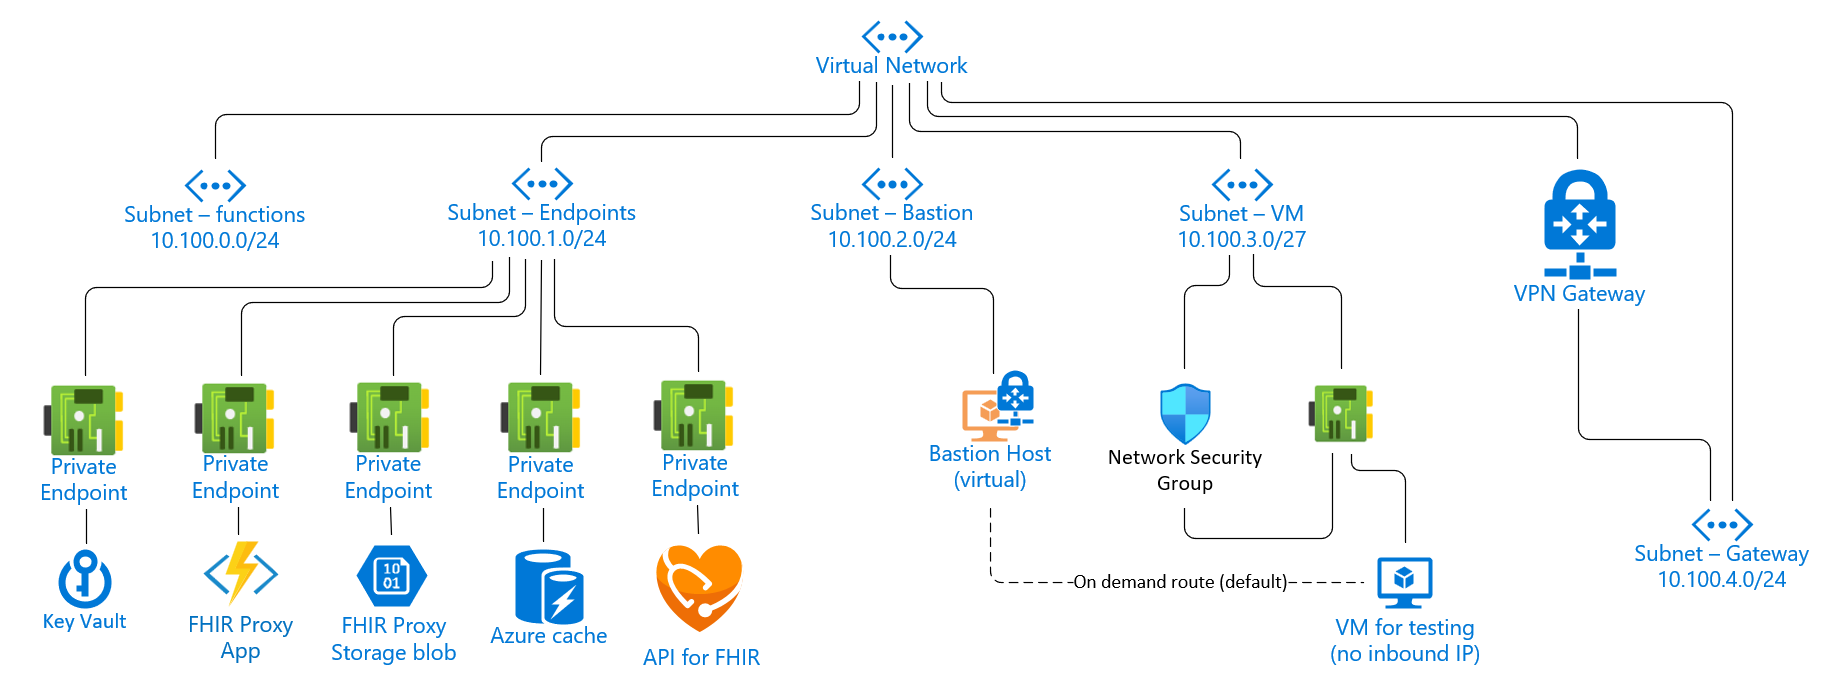 Virtual Network
Subnet – functions
10.100.0.0/24
Subnet – Endpoints
10.100.1.0/24
Subnet – Bastion
10.100.2.0/24
Subnet – VM
10.100.3.0/27
VPN Gateway
Private
Endpoint
Private
Endpoint
Private
Endpoint
Private
Endpoint
Private
Endpoint
Bastion Host
(virtual)
Network Security
Group
Key Vault
FHIR Proxy
App
10
01
FHIR Proxy
Storage blob
Azure cache
API for FHIR
On demand route (default)
VM for testing
(no inbound IP)
Subnet – Gateway
10.100.4.0/24